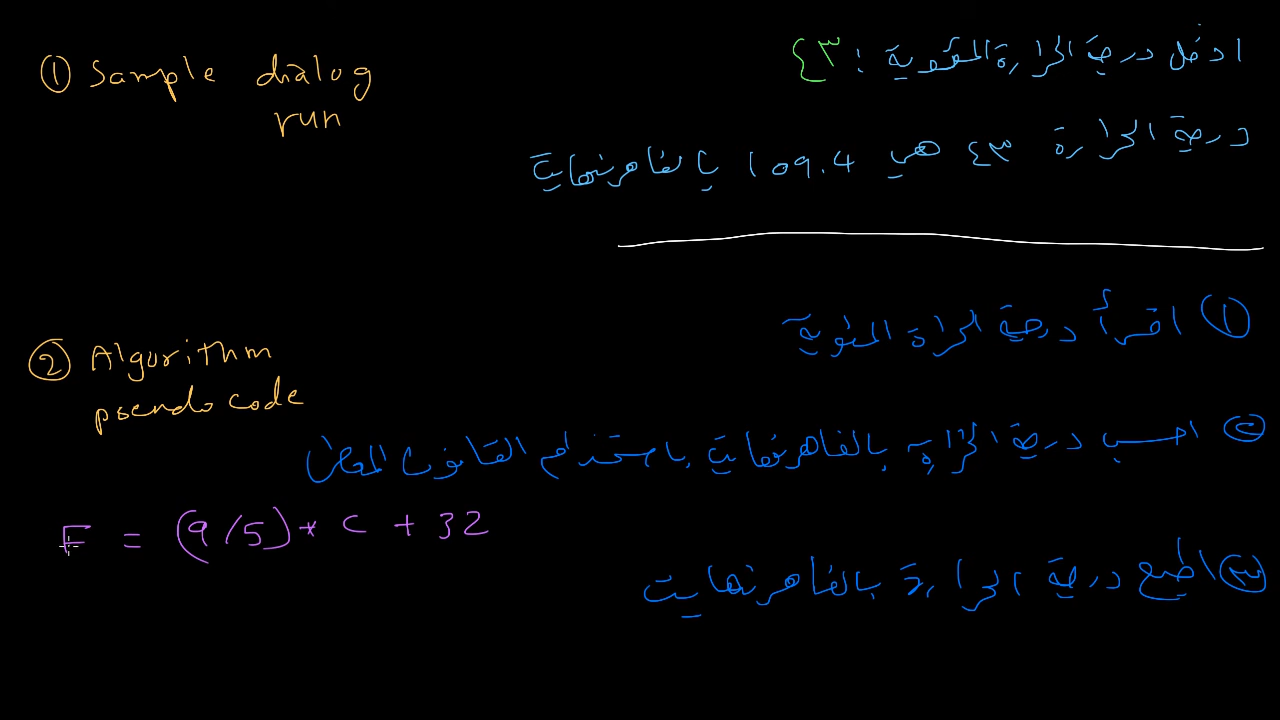 ① Sample dialog
run
ادخل درجة الحرارة المئوية : ٤٣
درجة الحرارة ٤٣ هي 109.4 بالفاهرنهايت
② Algorithm
pseudo code
① اقرأ درجة الحرارة المئوية
② احسب درجة الحرارة بالفاهرنهايت باستخدام القانون المعطى
F = (9/5) * C + 32
③ اطبع درجة الحرارة بالفاهرنهايت